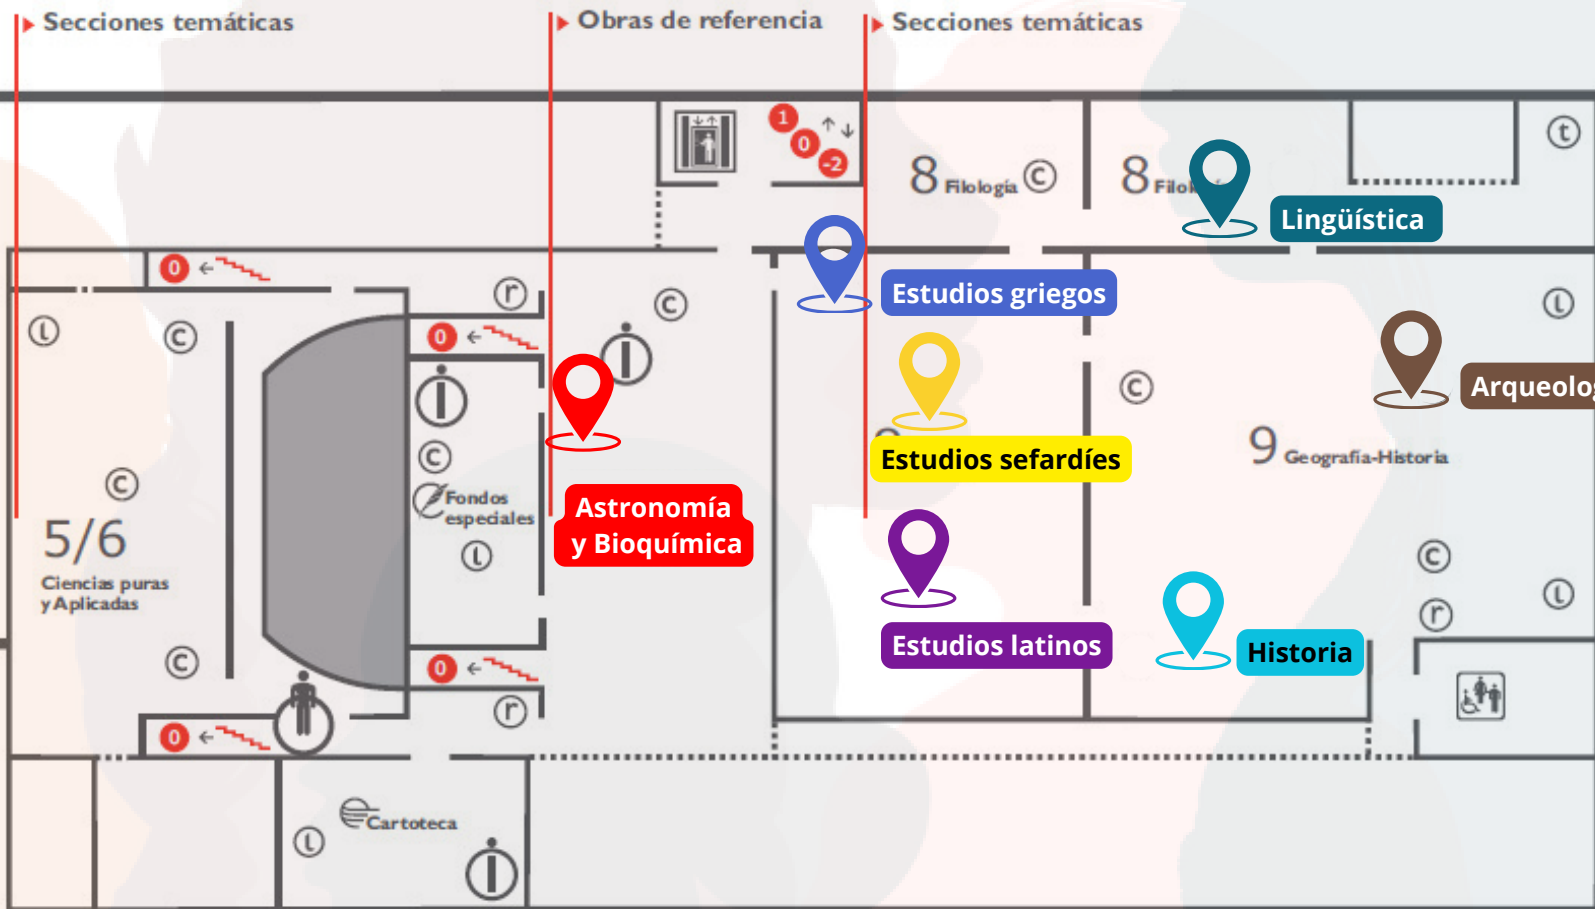 Secciones temáticas
Obras de referencia
Secciones temáticas
1
0
-2
8 Filología c
8
t
Lingüística
0
r
c
Estudios griegos
l
l
c
0
i
i
c
Arqueolog
c
Estudios sefardíes
9 Geografía-Historia
c
Fondos
especiales
l
Astronomía
y Bioquímica
c
5/6
Ciencias puras
y Aplicadas
c
l
r
Estudios latinos
Historia
c
0
r
0
Cartoteca
l
i